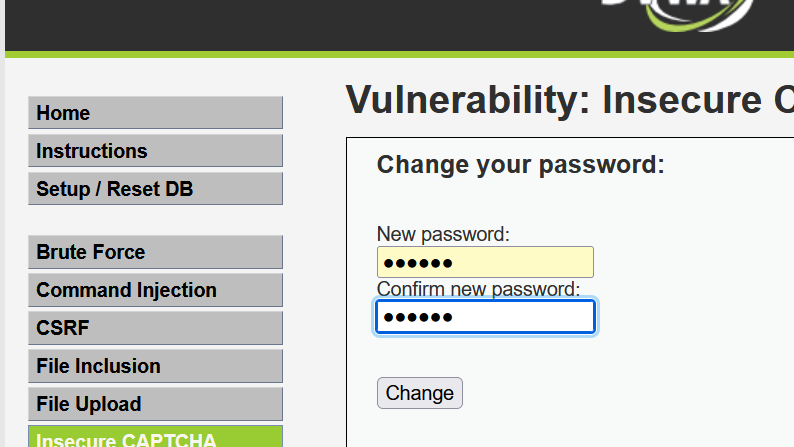 Home
Instructions
Setup / Reset DB
Brute Force
Command Injection
CSRF
File Inclusion
File Upload
Insecure CAPTCHA
Vulnerability: Insecure
Change your password:
New password:
●●●●●●
Confirm new password:
●●●●●●
Change